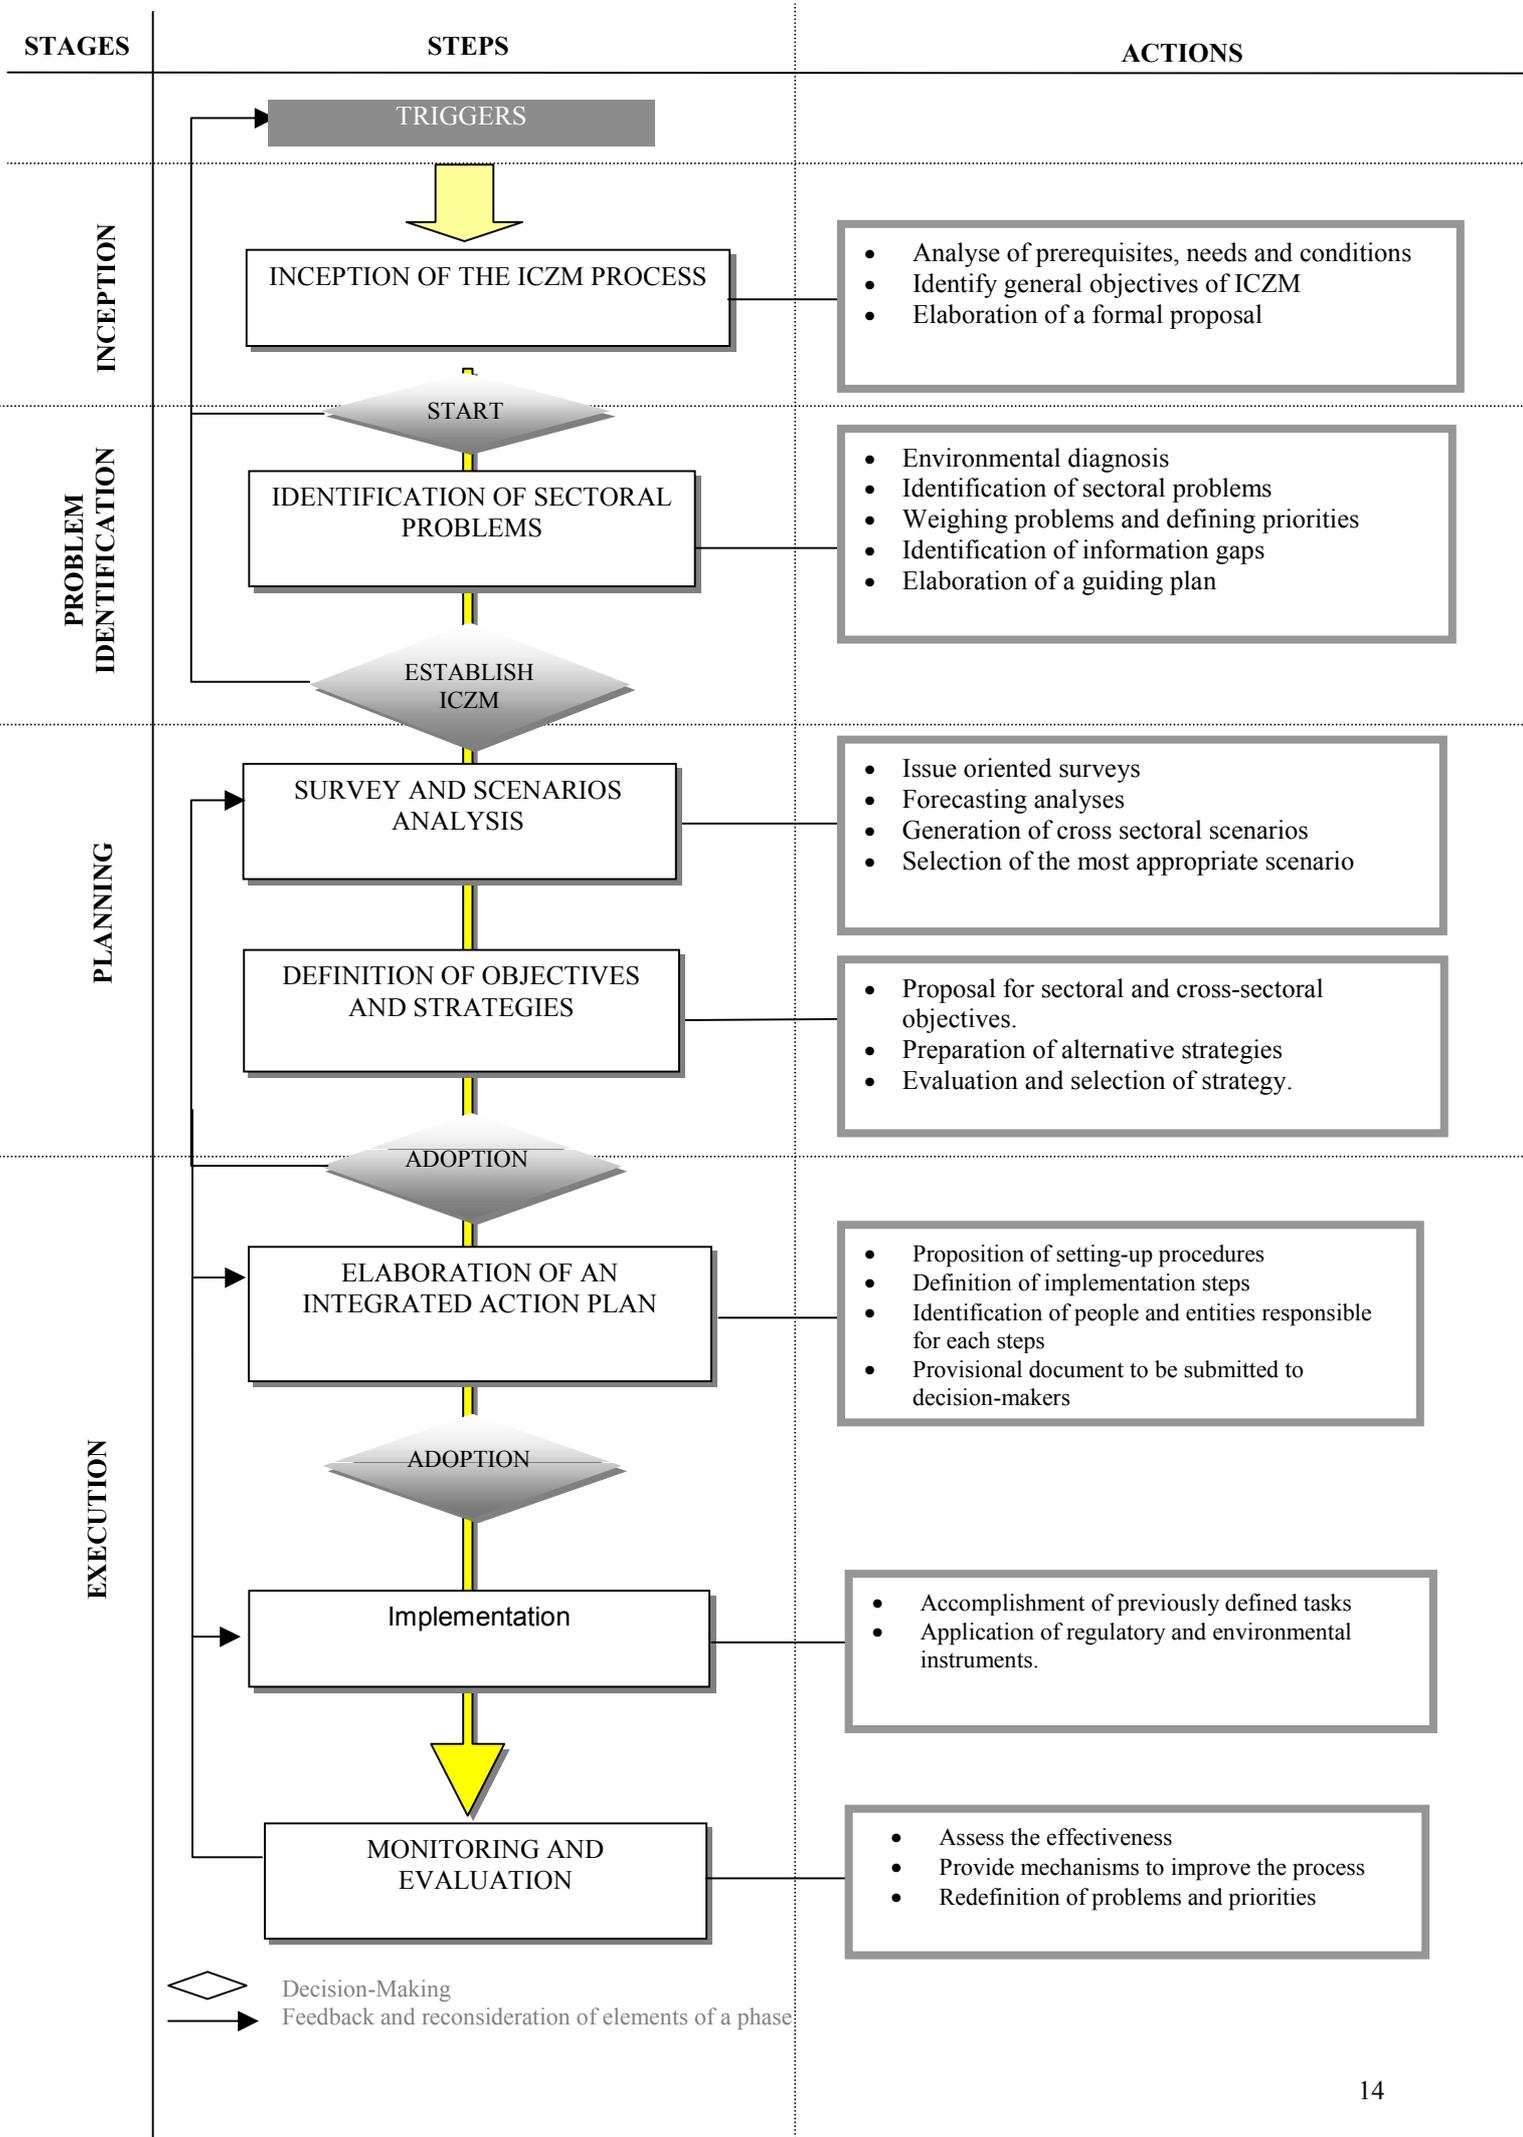 STAGES
STEPS
ACTIONS
TRIGGERS
INCEPTION
INCEPTION OF THE ICZM PROCESS
• Analyse of prerequisites, needs and conditions
• Identify general objectives of ICZM
• Elaboration of a formal proposal
START
PROBLEM
IDENTIFICATION
IDENTIFICATION OF SECTORAL
PROBLEMS
• Environmental diagnosis
• Identification of sectoral problems
• Weighing problems and defining priorities
• Identification of information gaps
• Elaboration of a guiding plan
ESTABLISH
ICZM
PLANNING
SURVEY AND SCENARIOS
ANALYSIS
• Issue oriented surveys
• Forecasting analyses
• Generation of cross sectoral scenarios
• Selection of the most appropriate scenario
DEFINITION OF OBJECTIVES
AND STRATEGIES
• Proposal for sectoral and cross-sectoral
objectives.
• Preparation of alternative strategies
• Evaluation and selection of strategy.
ADOPTION
EXECUTION
ELABORATION OF AN
INTEGRATED ACTION PLAN
• Proposition of setting-up procedures
• Definition of implementation steps
• Identification of people and entities responsible
for each steps
• Provisional document to be submitted to
decision-makers
ADOPTION
Implementation
• Accomplishment of previously defined tasks
• Application of regulatory and environmental
instruments.
MONITORING AND
EVALUATION
• Assess the effectiveness
• Provide mechanisms to improve the process
• Redefinition of problems and priorities
Decision-Making
Feedback and reconsideration of elements of a phase
14